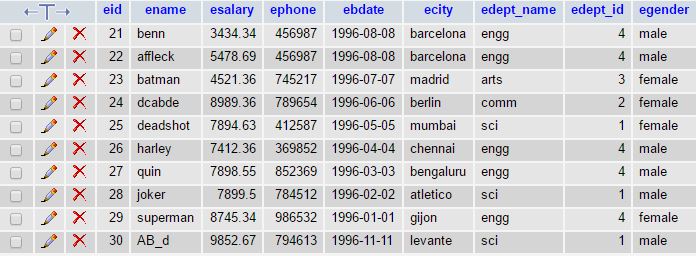 eid ename esalary ephone ebdate ecity edept_name edept_id egender
21 benn 3434.34 456987 1996-08-08 barcelona engg 4 male
22 affleck 5478.69 456987 1996-08-08 barcelona engg 4 male
23 batman 4521.36 745217 1996-07-07 madrid arts 3 female
24 dcabde 8989.36 789654 1996-06-06 berlin comm 2 female
25 deadshot 7894.63 412587 1996-05-05 mumbai sci 1 female
26 harley 7412.36 369852 1996-04-04 chennai engg 4 male
27 quin 7898.55 852369 1996-03-03 bengaluru engg 4 male
28 joker 7899.5 784512 1996-02-02 atletico sci 1 male
29 superman 8745.34 986532 1996-01-01 gijon engg 4 female
30 AB_d 9852.67 794613 1996-11-11 levante sci 1 male